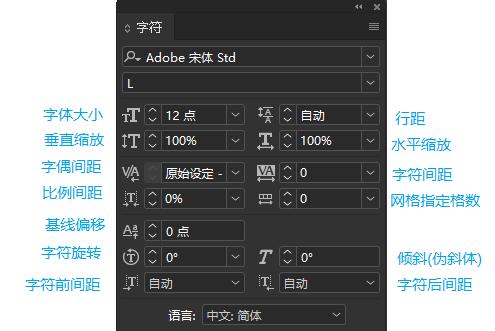 字符
Adobe 宋体 Std
L
字体大小 12 点 自动 行距
垂直缩放 100% 100% 水平缩放
字偶间距 原始设定 - 0 字符间距
比例间距 0% 0 网格指定格数
基线偏移 0 点
字符旋转 0° 0° 倾斜(伪斜体)
字符前间距 自动 自动 字符后间距
语言: 中文: 简体